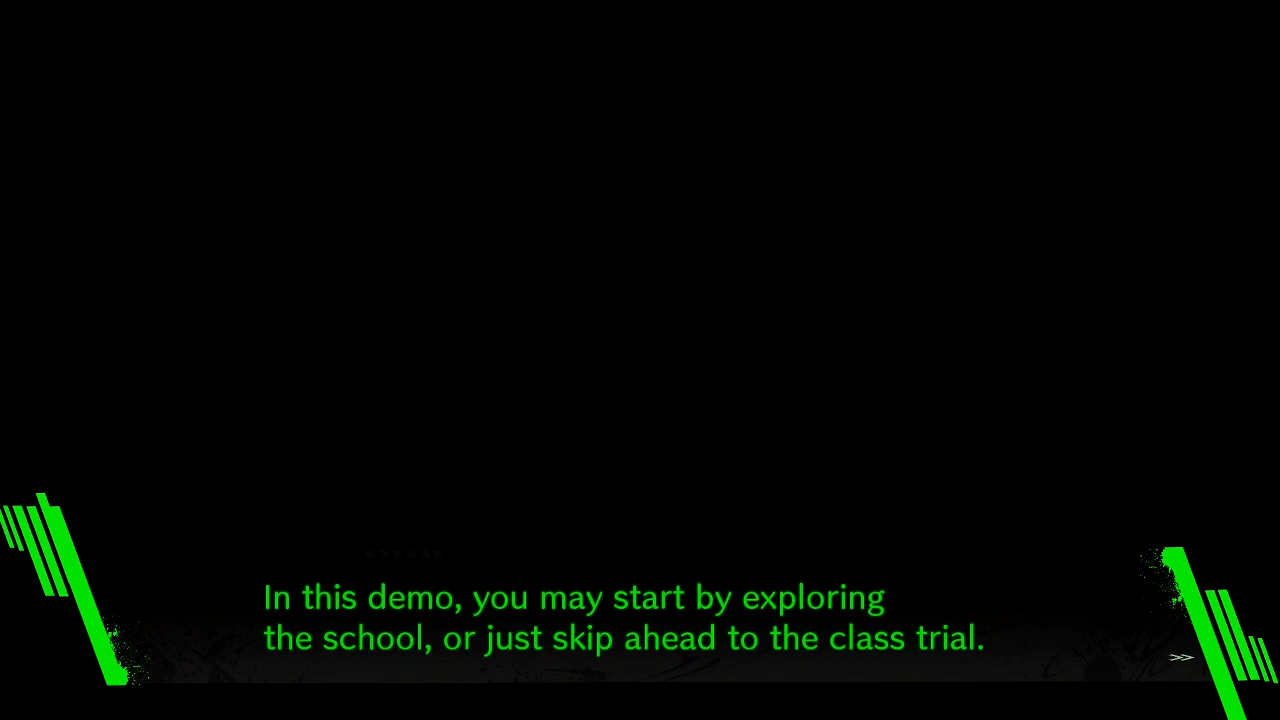 In this demo, you may start by exploring
the school, or just skip ahead to the class trial.